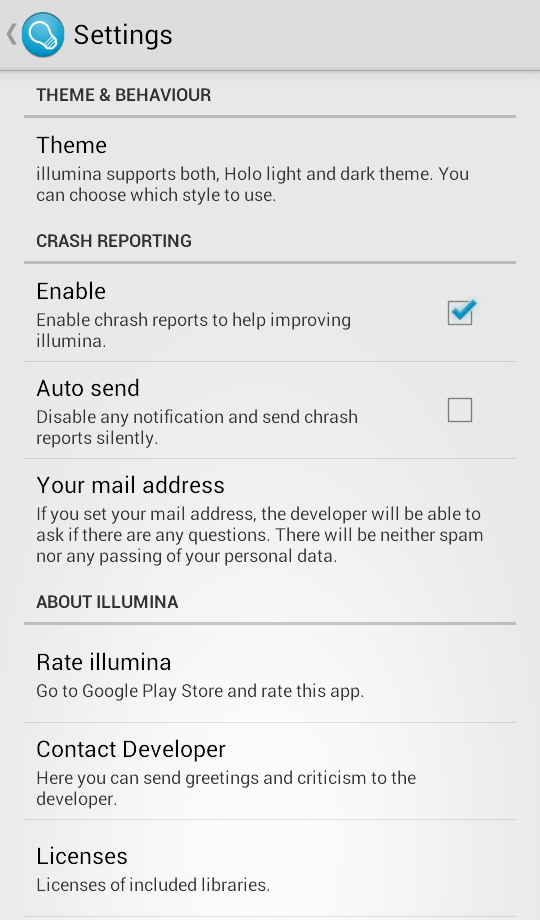 Settings
THEME & BEHAVIOUR
Theme
illumina supports both, Holo light and dark theme. You
can choose which style to use.
CRASH REPORTING
Enable
Enable chrash reports to help improving
illumina.
Auto send
Disable any notification and send chrash
reports silently.
Your mail address
If you set your mail address, the developer will be able to
ask if there are any questions. There will be neither spam
nor any passing of your personal data.
ABOUT ILLUMINA
Rate illumina
Go to Google Play Store and rate this app.
Contact Developer
Here you can send greetings and criticism to the
developer.
Licenses
Licenses of included libraries.